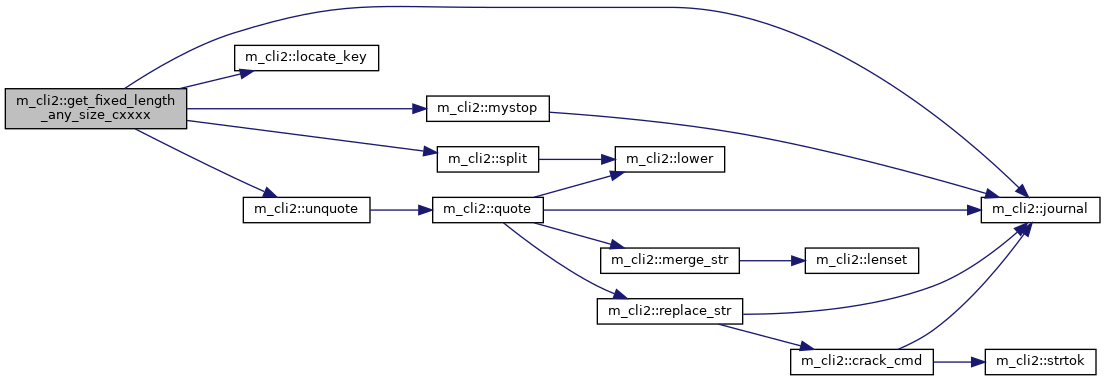 m_cli2::get_fixed_length
_any_size_cxxxx
m_cli2::locate_key
m_cli2::mystop
m_cli2::split
m_cli2::lower
m_cli2::unquote
m_cli2::quote
m_cli2::journal
m_cli2::merge_str
m_cli2::lenset
m_cli2::replace_str
m_cli2::crack_cmd
m_cli2::strtok